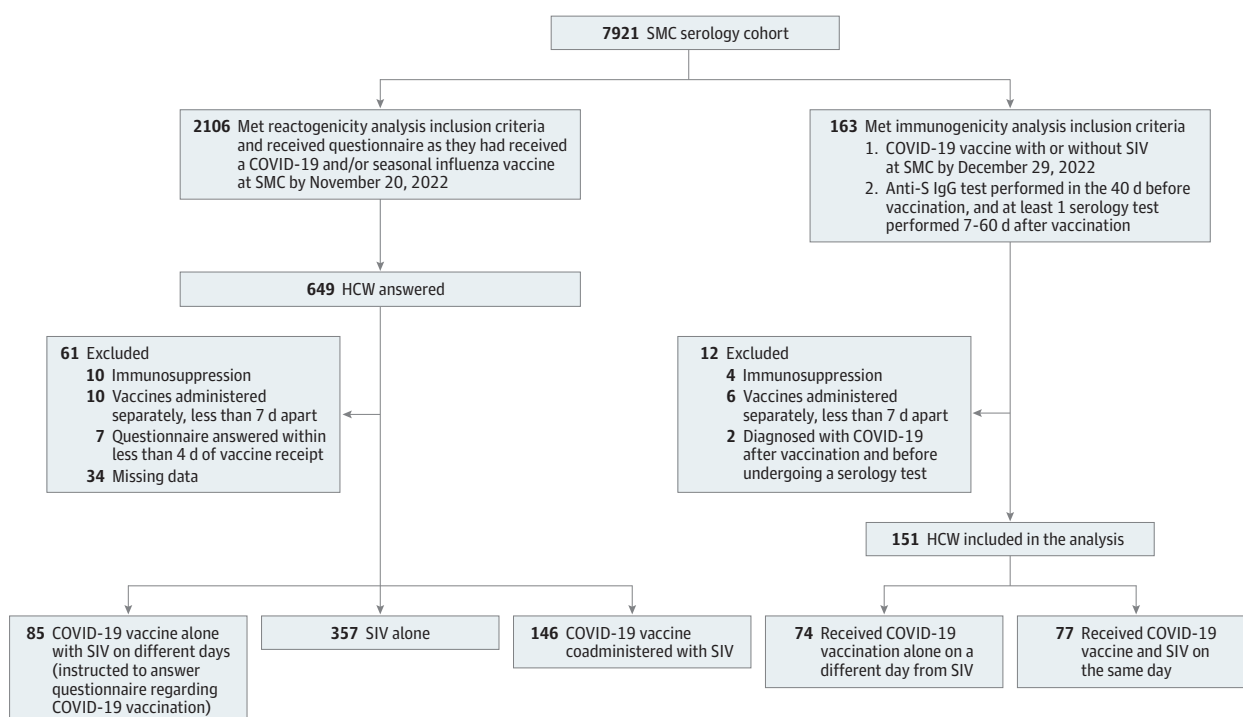 7921 SMC serology cohort
2106 Met reactogenicity analysis inclusion criteria
and received questionnaire as they had received
a COVID-19 and/or seasonal influenza vaccine
at SMC by November 20, 2022
163 Met immunogenicity analysis inclusion criteria
1. COVID-19 vaccine with or without SIV
at SMC by December 29, 2022
2. Anti-S IgG test performed in the 40 d before
vaccination, and at least 1 serology test
performed 7-60 d after vaccination
649 HCW answered
61 Excluded
10 Immunosuppression
10 Vaccines administered
separately, less than 7 d apart
7 Questionnaire answered within
less than 4 d of vaccine receipt
34 Missing data
12 Excluded
4 Immunosuppression
6 Vaccines administered
separately, less than 7 d apart
2 Diagnosed with COVID-19
after vaccination and before
undergoing a serology test
151 HCW included in the analysis
85 COVID-19 vaccine alone
with SIV on different days
(instructed to answer
questionnaire regarding
COVID-19 vaccination)
357 SIV alone
146 COVID-19 vaccine
coadministered with SIV
74 Received COVID-19
vaccination alone on a
different day from SIV
77 Received COVID-19
vaccine and SIV on
the same day